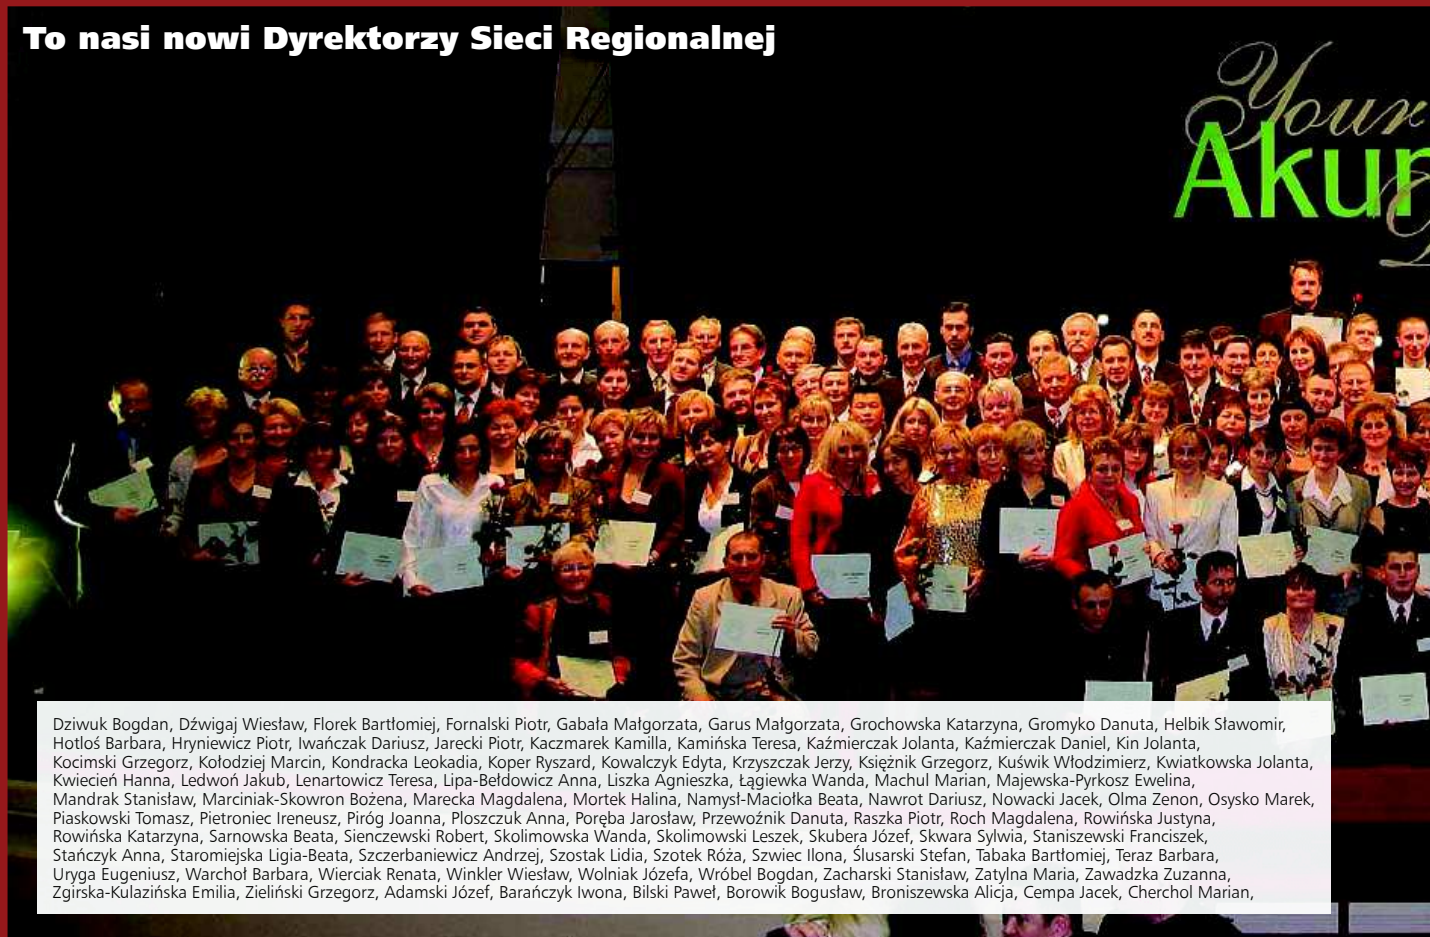 To nasi nowi Dyrektorzy Sieci Regionalnej
Your
Akur
Dziwuk Bogdan, Dźwigaj Wiesław, Florek Bartłomiej, Fornalski Piotr, Gabała Małgorzata, Garus Małgorzata, Grochowska Katarzyna, Gromyko Danuta, Helbik Sławomir,
Hotloś Barbara, Hryniewicz Piotr, Iwańczak Dariusz, Jarecki Piotr, Kaczmarek Kamilla, Kamińska Teresa, Kaźmierczak Jolanta, Kaźmierczak Daniel, Kin Jolanta,
Kocimski Grzegorz, Kołodziej Marcin, Kondracka Leokadia, Koper Ryszard, Kowalczyk Edyta, Krzyszczak Jerzy, Księżnik Grzegorz, Kuświk Włodzimierz, Kwiatkowska Jolanta,
Kwiecień Hanna, Ledwoń Jakub, Lenartowicz Teresa, Lipa-Bełdowicz Anna, Liszka Agnieszka, Łągiewka Wanda, Machul Marian, Majewska-Pyrkosz Ewelina,
Mandrak Stanisław, Marciniak-Skowron Bożena, Marecka Magdalena, Mortek Halina, Namysł-Maciołka Beata, Nawrot Dariusz, Nowacki Jacek, Olma Zenon, Osysko Marek,
Piaskowski Tomasz, Pietroniec Ireneusz, Piróg Joanna, Ploszczuk Anna, Poręba Jarosław, Przewoźnik Danuta, Raszka Piotr, Roch Magdalena, Rowińska Justyna,
Rowińska Katarzyna, Sarnowska Beata, Sienczewski Robert, Skolimowska Wanda, Skolimowski Leszek, Skubera Józef, Skwara Sylwia, Staniszewski Franciszek,
Stańczyk Anna, Staromiejska Ligia-Beata, Szczerbaniewicz Andrzej, Szostak Lidia, Szotek Róża, Szwiec Ilona, Ślusarski Stefan, Tabaka Bartłomiej, Teraz Barbara,
Uryga Eugeniusz, Warchoł Barbara, Wierciak Renata, Winkler Wiesław, Wolniak Józefa, Wróbel Bogdan, Zacharski Stanisław, Zatylna Maria, Zawadzka Zuzanna,
Zgirska-Kulazińska Emilia, Zieliński Grzegorz, Adamski Józef, Barańczyk Iwona, Bilski Paweł, Borowik Bogusław, Broniszewska Alicja, Cempa Jacek, Cherchol Marian,